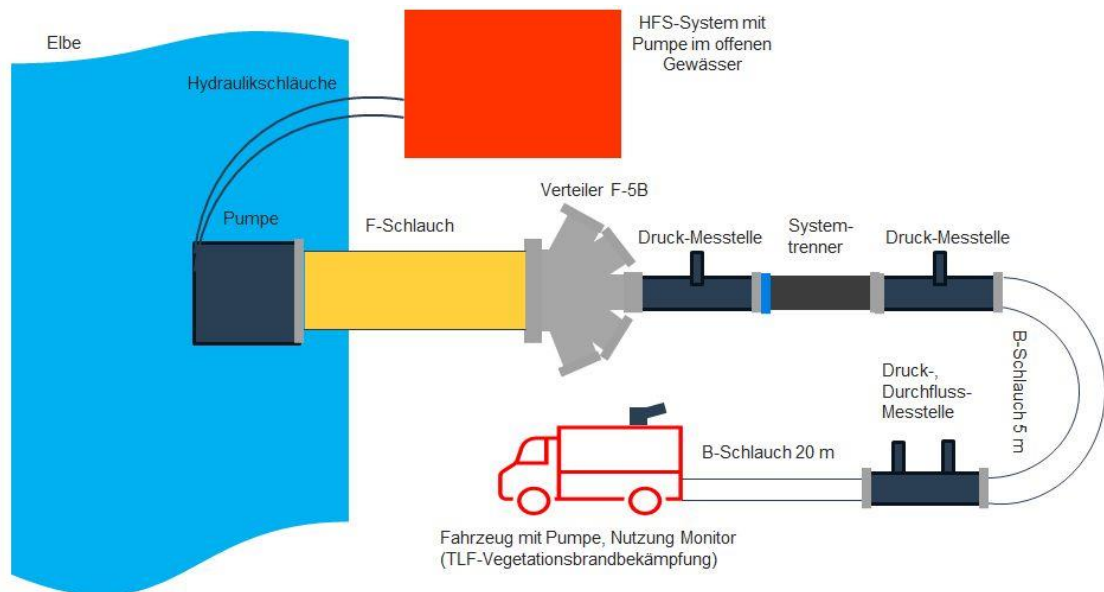 Elbe
HFS-System mit
Pumpe im offenen
Gewässer
Hydraulikschläuche
Verteiler F-5B
Pumpe
F-Schlauch
Druck-Messtelle
System-
trenner
Druck-Messtelle
B-Schlauch 5 m
Druck-,
Durchfluss-
Messtelle
B-Schlauch 20 m
Fahrzeug mit Pumpe, Nutzung Monitor
(TLF-Vegetationsbrandbekämpfung)